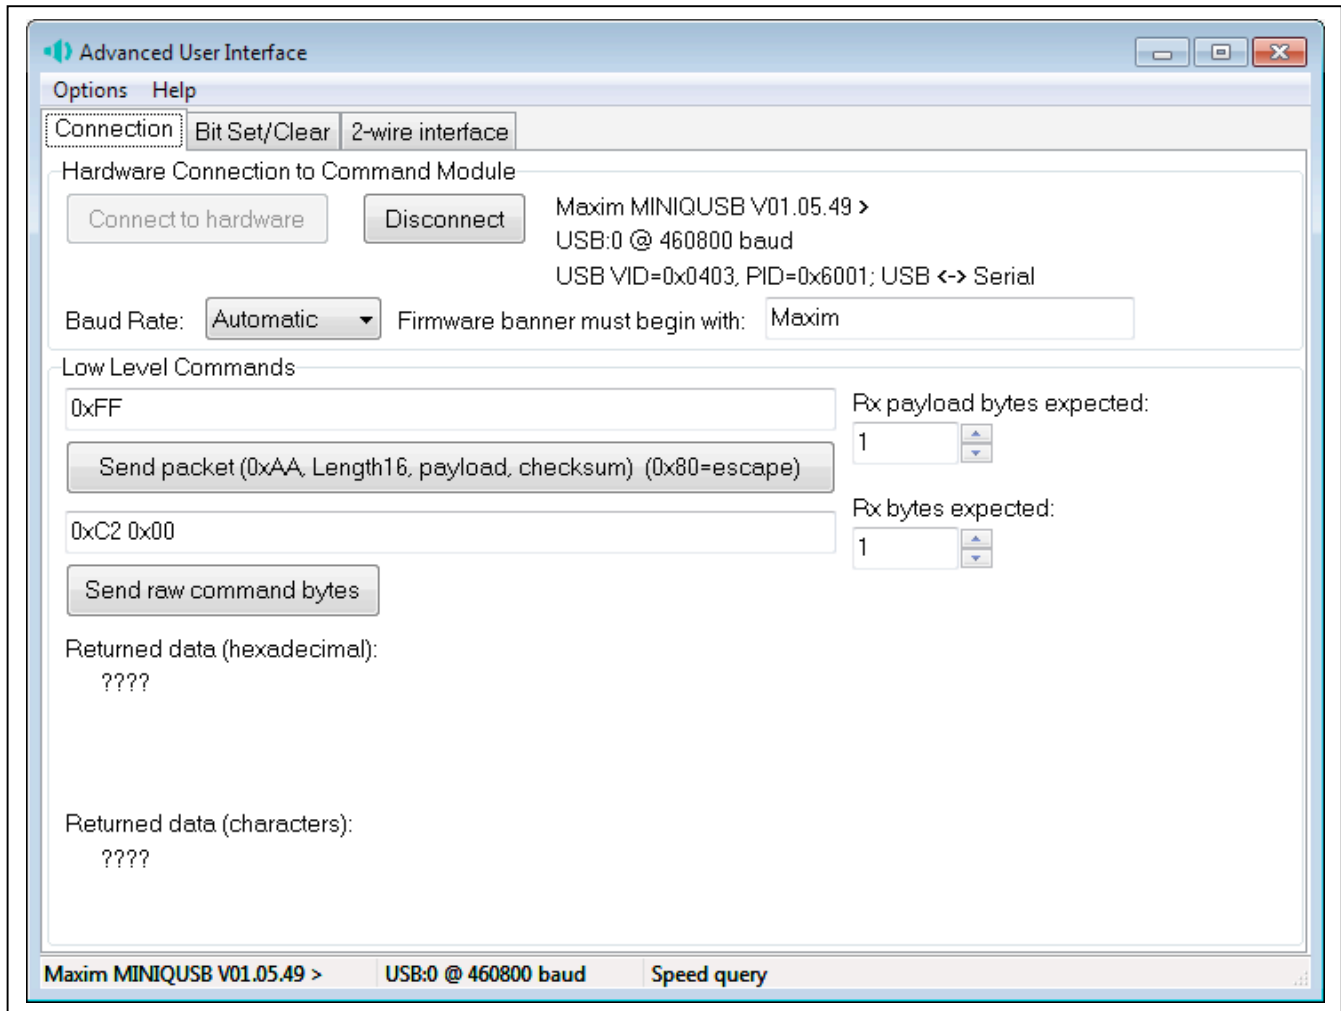 Advanced User Interface
Options Help
Connection Bit Set/Clear 2-wire interface
Hardware Connection to Command Module
Connect to hardware Disconnect Maxim MINIQUSB V01.05.49 >
USB:0 @ 460800 baud
USB VID=0x0403, PID=0x6001; USB <-> Serial
Baud Rate: Automatic Firmware banner must begin with: Maxim
Low Level Commands
0xFF
Rx payload bytes expected:
1
Send packet (0xAA, Length16, payload, checksum) (0x80=escape)
Rx bytes expected:
0xC2 0x00
1
Send raw command bytes
Returned data (hexadecimal):
????
Returned data (characters):
????
Maxim MINIQUSB V01.05.49 > USB:0 @ 460800 baud Speed query